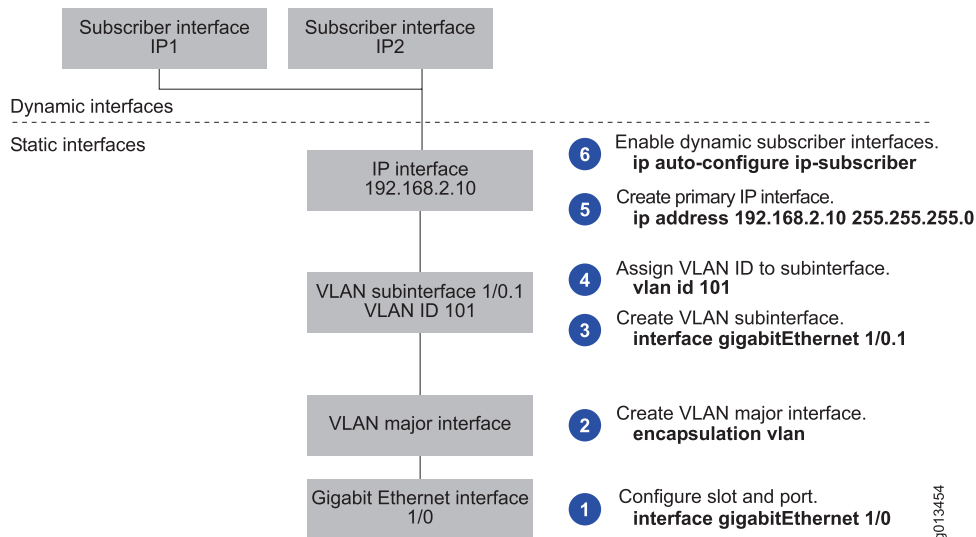 Subscriber interface
IP1
Subscriber interface
IP2
Dynamic interfaces
Static interfaces
IP interface
192.168.2.10
6 Enable dynamic subscriber interfaces.
ip auto-configure ip-subscriber
5 Create primary IP interface.
ip address 192.168.2.10 255.255.255.0
VLAN subinterface 1/0.1
VLAN ID 101
4 Assign VLAN ID to subinterface.
vlan id 101
3 Create VLAN subinterface.
interface gigabitEthernet 1/0.1
VLAN major interface
2 Create VLAN major interface.
encapsulation vlan
Gigabit Ethernet interface
1/0
1 Configure slot and port.
interface gigabitEthernet 1/0
g013454